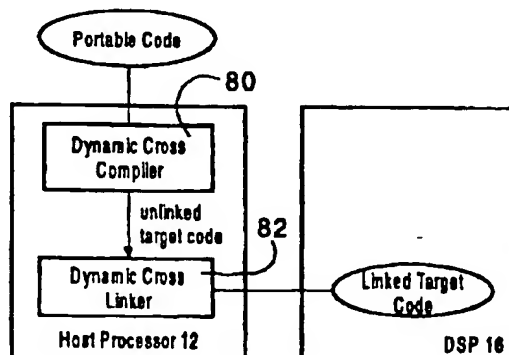 Portable Code
80
Dynamic Cross
Compiler
unlinked
target code
82
Dynamic Cross
Linker
Linked Target
Code
Host Processor 12
DSP 16